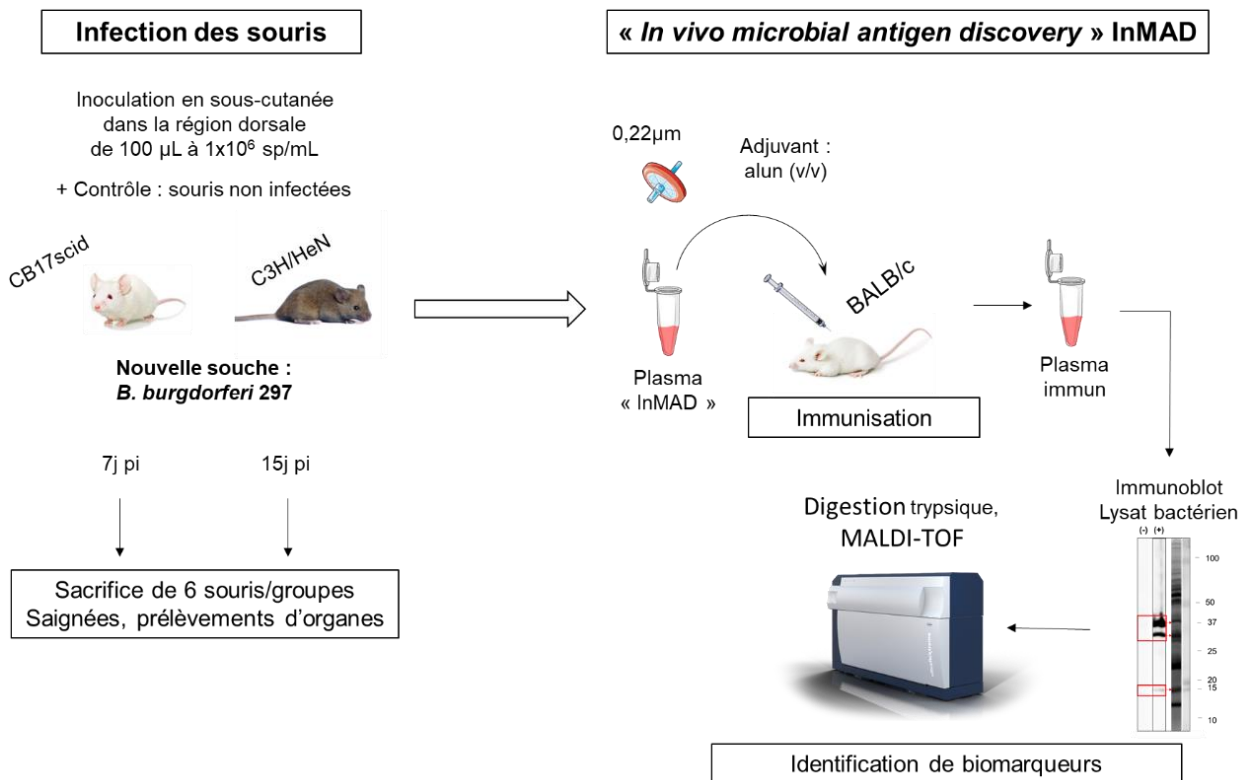 Infection des souris
Inoculation en sous-cutanée
dans la région dorsale
de 100 µL à 1x10⁶ sp/mL
+ Contrôle : souris non infectées
CB17scid
C3H/HeN
Nouvelle souche :
B. burgdorferi 297
7j pi
15j pi
Sacrifice de 6 souris/groupes
Saignées, prélèvements d'organes
« In vivo microbial antigen discovery » InMAD
0,22µm
Adjuvant :
alun (v/v)
BALB/c
Plasma
« InMAD »
Immunisation
Plasma
immun
Immunoblot
Lysat bactérien
(-) (+)
100
50
37
25
20
15
10
Digestion trypsique,
MALDI-TOF
Identification de biomarqueurs